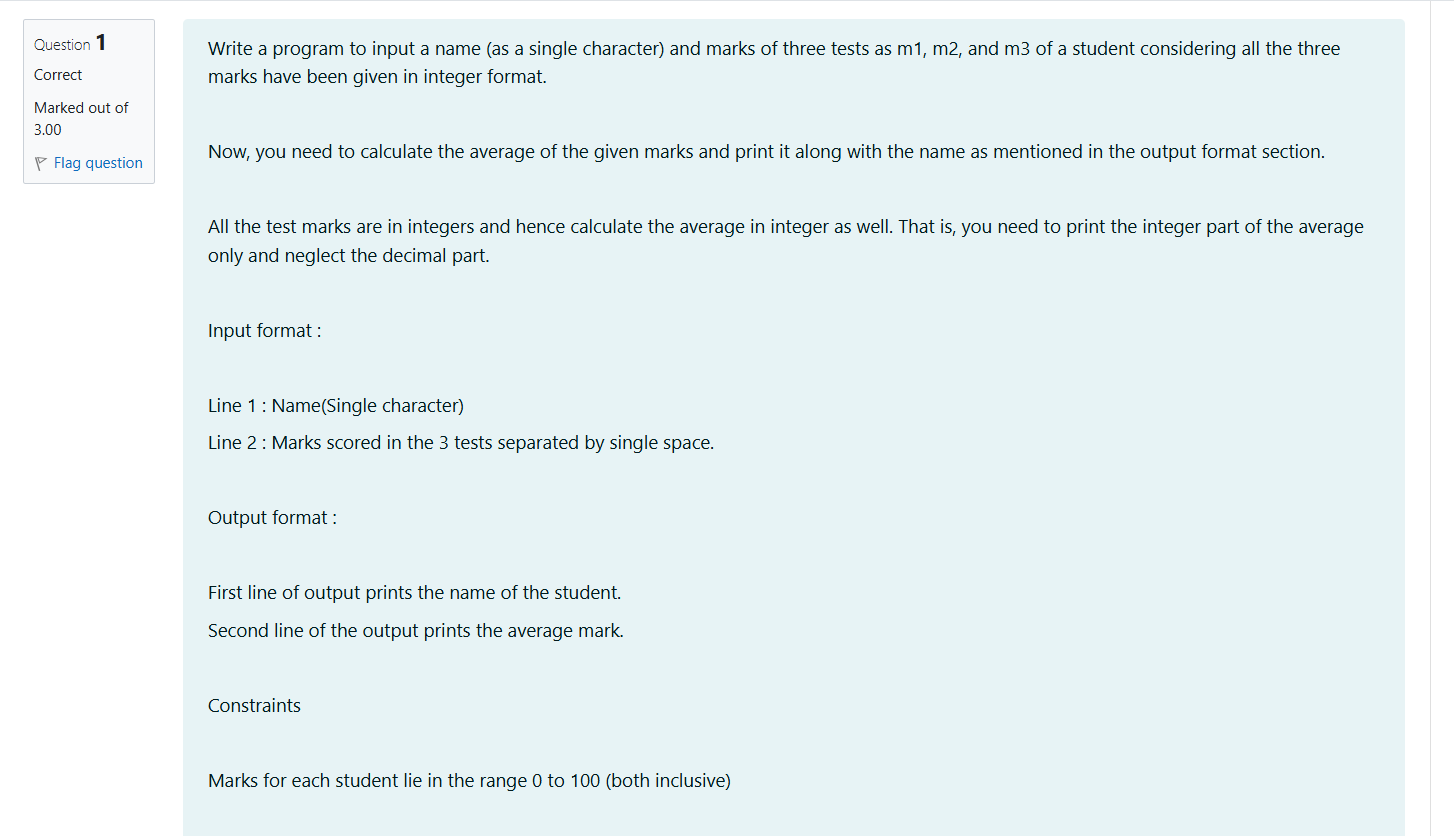 Question 1
Correct
Marked out of
3.00
Flag question
Write a program to input a name (as a single character) and marks of three tests as m1, m2, and m3 of a student considering all the three
marks have been given in integer format.
Now, you need to calculate the average of the given marks and print it along with the name as mentioned in the output format section.
All the test marks are in integers and hence calculate the average in integer as well. That is, you need to print the integer part of the average
only and neglect the decimal part.
Input format :
Line 1 : Name(Single character)
Line 2 : Marks scored in the 3 tests separated by single space.
Output format :
First line of output prints the name of the student.
Second line of the output prints the average mark.
Constraints
Marks for each student lie in the range 0 to 100 (both inclusive)